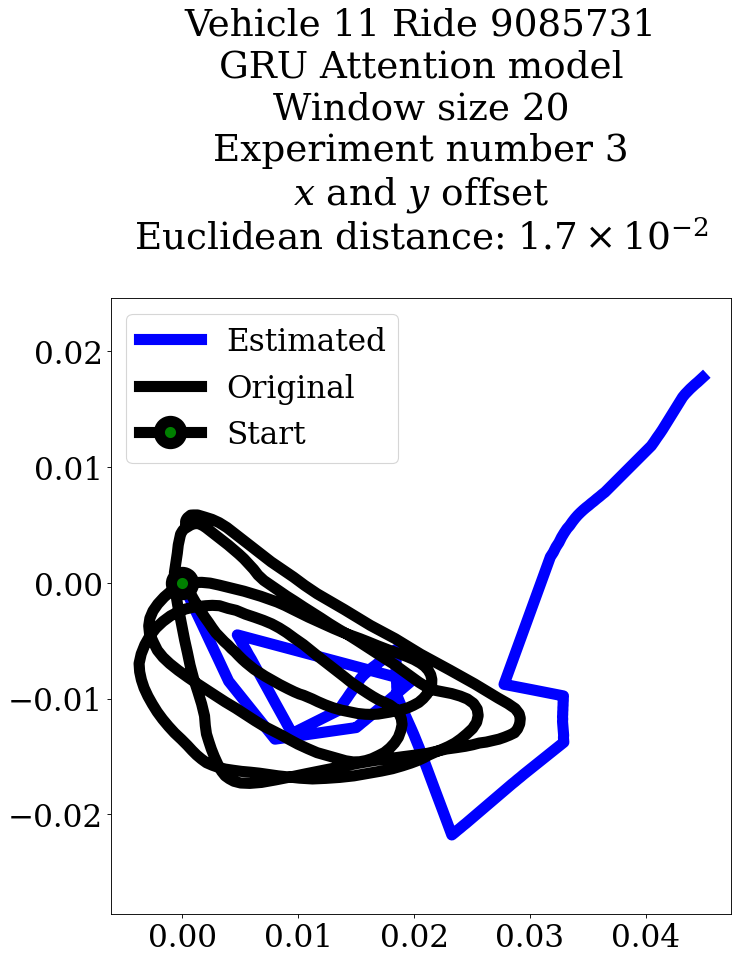 Vehicle 11 Ride 9085731
GRU Attention model
Window size 20
Experiment number 3
x and y offset
Euclidean distance: 1.7 × 10⁻²
Estimated
Original
Start
0.02
0.01
0.00
−0.01
−0.02
0.00 0.01 0.02 0.03 0.04